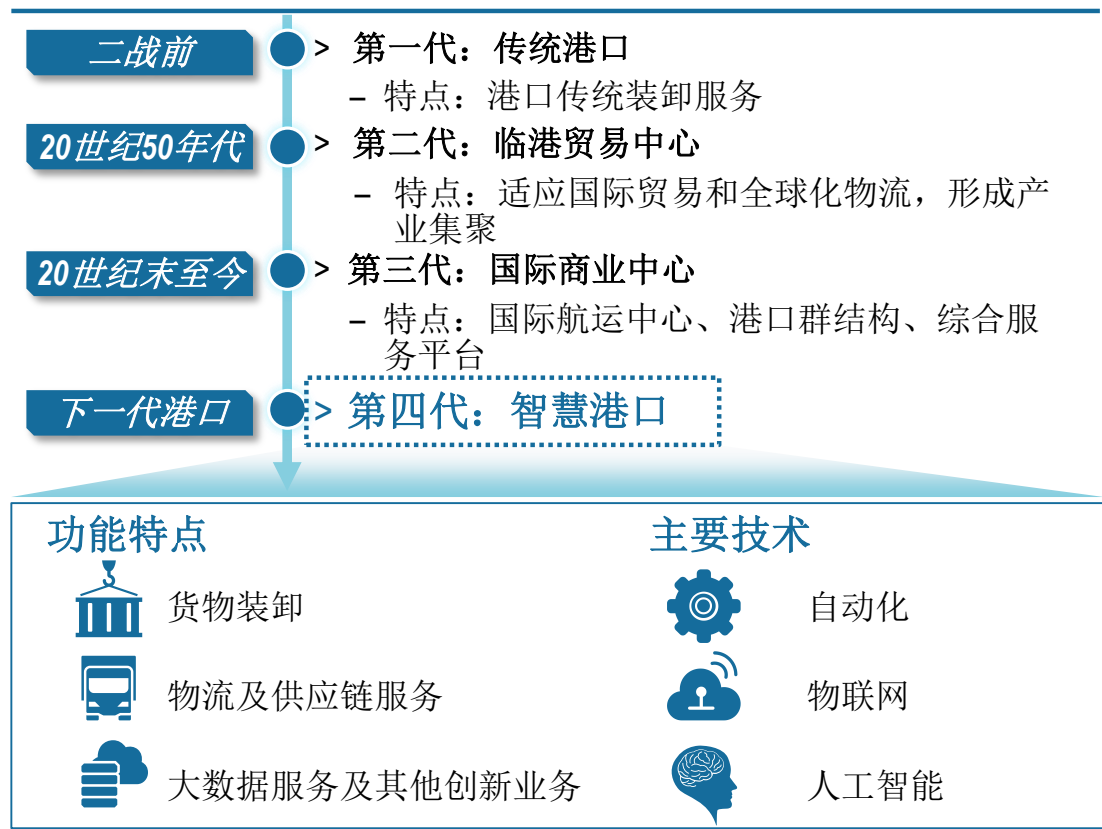 二战前
> 第一代：传统港口
– 特点：港口传统装卸服务
20世纪50年代
> 第二代：临港贸易中心
– 特点：适应国际贸易和全球化物流，形成产
业集聚
20世纪末至今
> 第三代：国际商业中心
– 特点：国际航运中心、港口群结构、综合服
务平台
下一代港口
> 第四代：智慧港口
功能特点
货物装卸
物流及供应链服务
大数据服务及其他创新业务
主要技术
自动化
物联网
人工智能